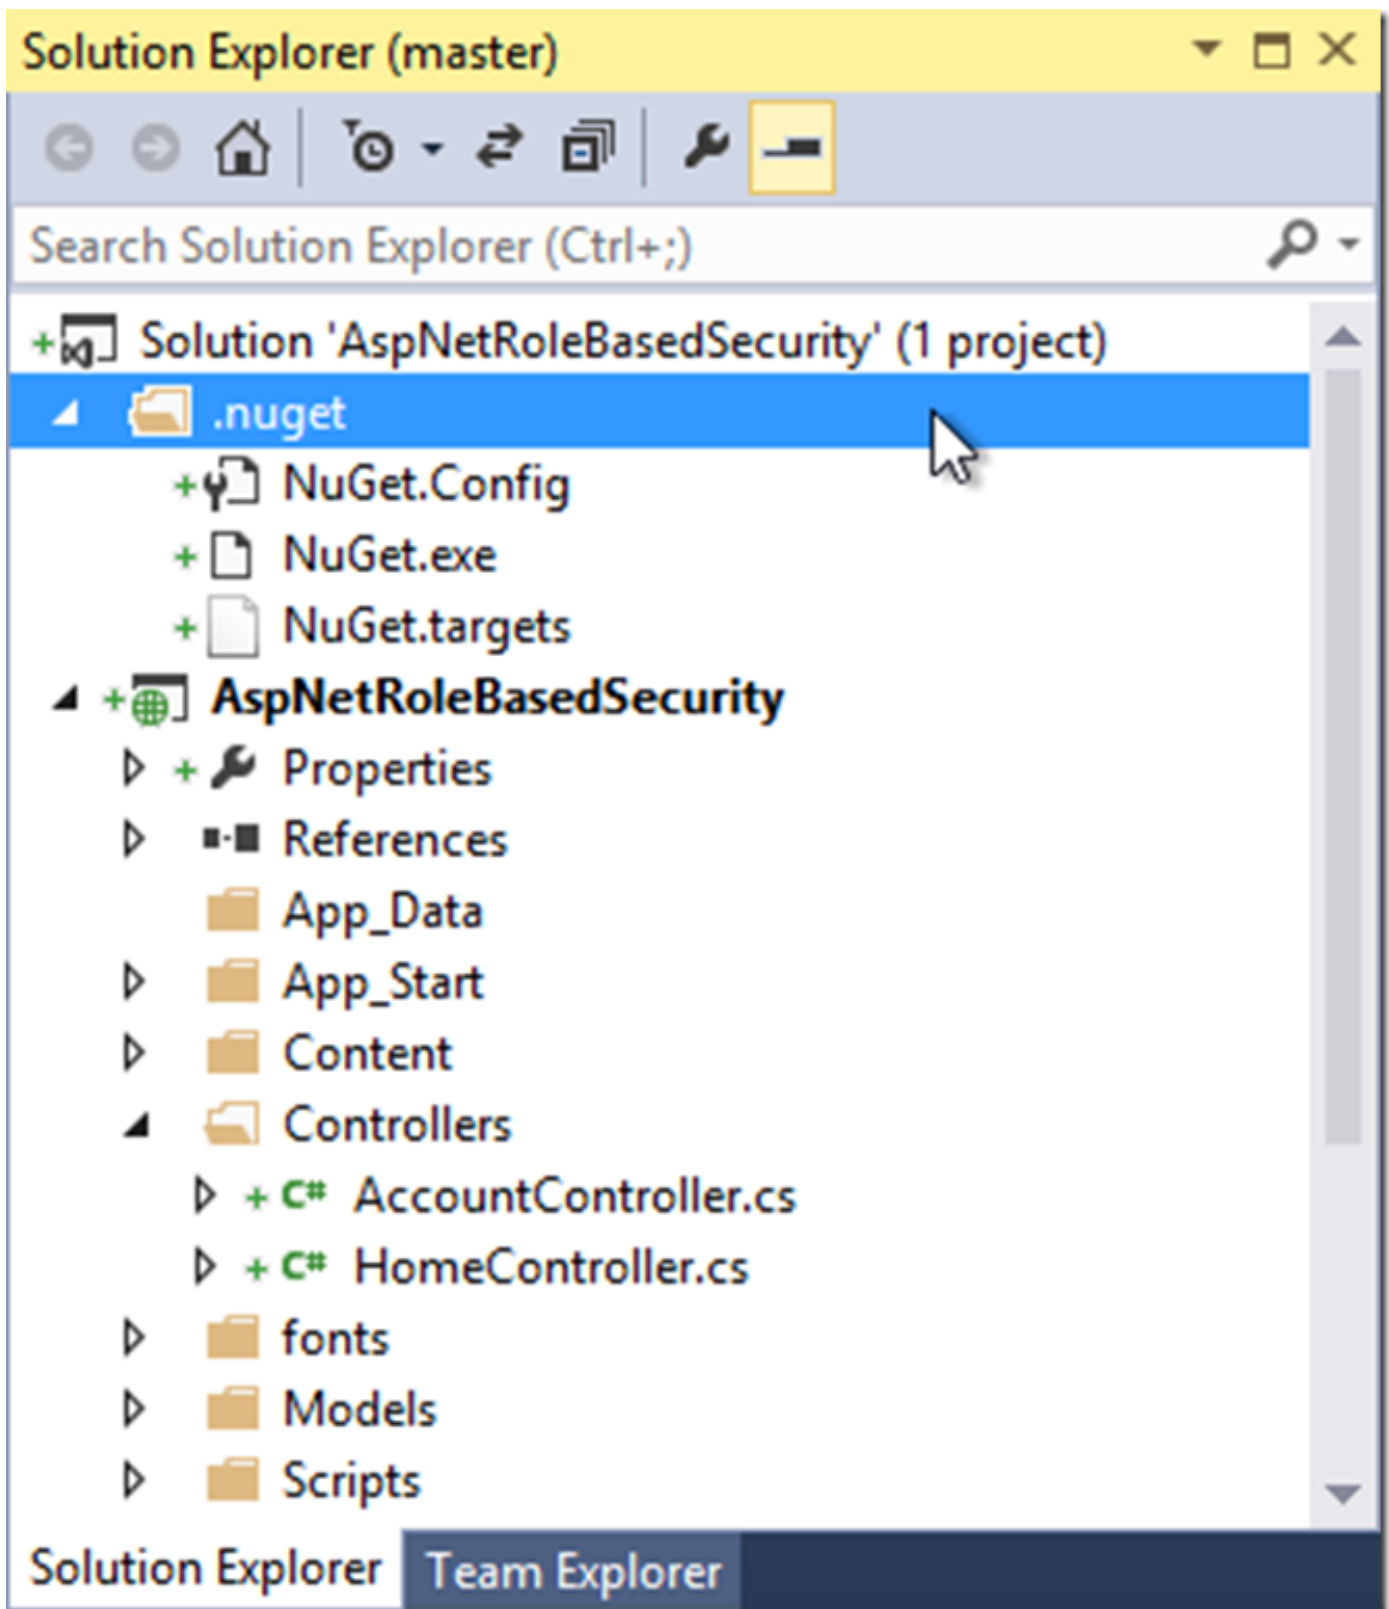 Solution Explorer (master)
Search Solution Explorer (Ctrl+;)
Solution 'AspNetRoleBasedSecurity' (1 project)
.nuget
NuGet.Config
NuGet.exe
NuGet.targets
AspNetRoleBasedSecurity
Properties
References
App_Data
App_Start
Content
Controllers
C# AccountController.cs
C# HomeController.cs
fonts
Models
Scripts
Solution Explorer Team Explorer